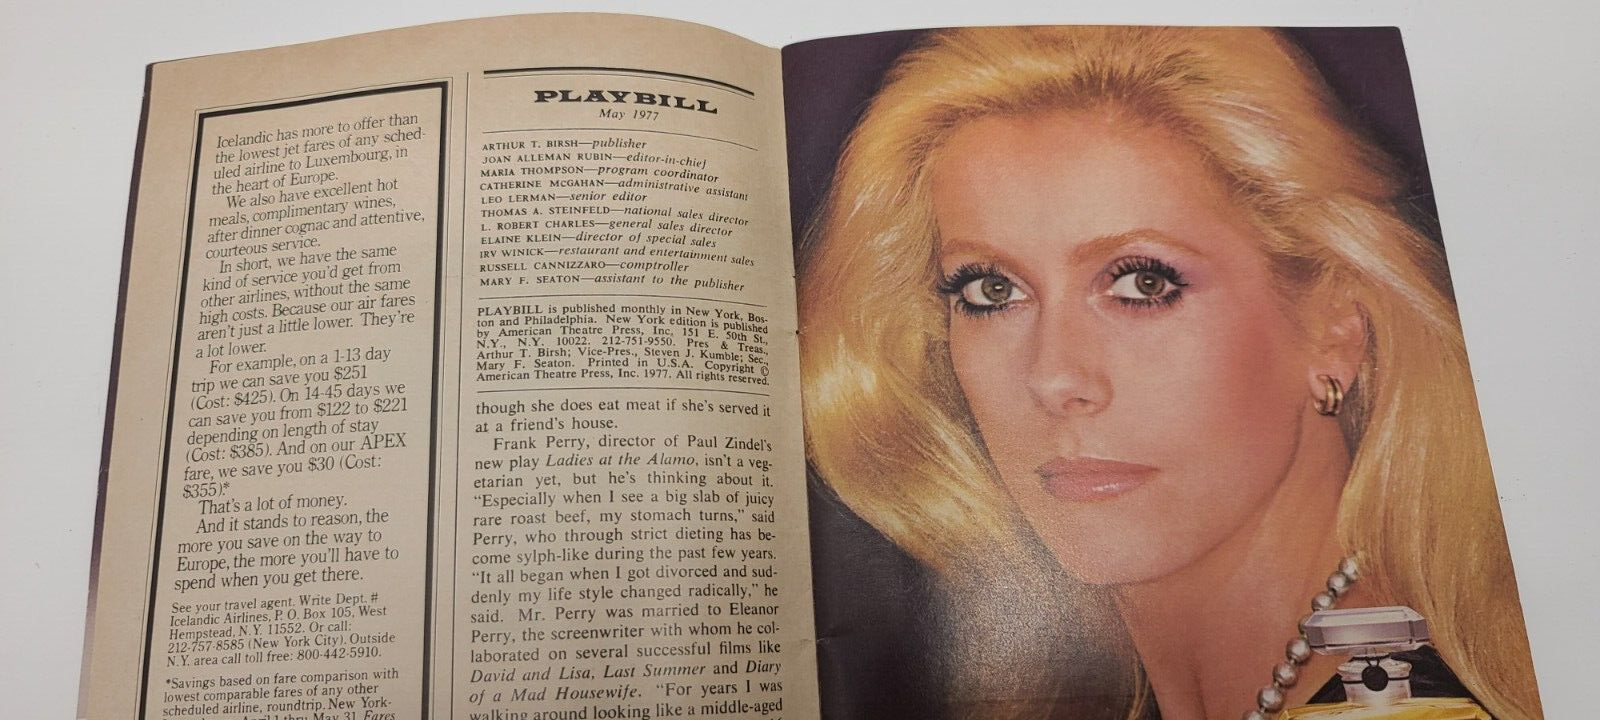 Icelandic has more to offer than
the lowest jet fares of any sched-
uled airline to Luxembourg, in
the heart of Europe.
We also have excellent hot
meals, complimentary wines,
after dinner cognac and attentive,
courteous service.
In short, we have the same
kind of service you'd get from
other airlines, without the same
high costs. Because our air fares
aren't just a little lower. They're
a lot lower.
For example, on a 1-13 day
trip we can save you $251
(Cost: $425). On 14-45 days we
can save you from $122 to $221
depending on length of stay
(Cost: $385). And on our APEX
fare, we save you $30 (Cost:
$355).*
That's a lot of money.
And it stands to reason, the
more you save on the way to
Europe, the more you'll have to
spend when you get there.
See your travel agent. Write Dept. #
Icelandic Airlines, P. O. Box 105, West
Hempstead, N.Y. 11552. Or call:
212-757-8585 (New York City). Outside
N.Y. area call toll free: 800-442-5910.
*Savings based on fare comparison with
lowest comparable fares of any other
scheduled airline, roundtrip. New York-
thru May 31. Fares
PLAYBILL
May 1977
ARTHUR T. BIRSH—publisher
JOAN ALLEMAN RUBIN—editor-in-chief
MARIA THOMPSON—program coordinator
CATHERINE MCGAHAN—administrative assistant
LEO LERMAN—senior editor
THOMAS A. STEINFELD—national sales director
L. ROBERT CHARLES—general sales director
ELAINE KLEIN—director of special sales
IRV WINICK—restaurant and entertainment sales
RUSSELL CANNIZZARO—comptroller
MARY F. SEATON—assistant to the publisher
PLAYBILL is published monthly in New York, Bos-
ton and Philadelphia. New York edition is published
by American Theatre Press, Inc, 151 E. 50th St.,
N.Y., N.Y. 10022. 212-751-9550. Pres & Treas.,
Arthur T. Birsh; Vice-Pres., Steven J. Kumble; Sec.,
Mary F. Seaton. Printed in U.S.A. Copyright ©
American Theatre Press, Inc. 1977. All rights reserved.
though she does eat meat if she's served it
at a friend's house.
Frank Perry, director of Paul Zindel's
new play Ladies at the Alamo, isn't a veg-
etarian yet, but he's thinking about it.
"Especially when I see a big slab of juicy
rare roast beef, my stomach turns," said
Perry, who through strict dieting has be-
come sylph-like during the past few years.
"It all began when I got divorced and sud-
denly my life style changed radically," he
said. Mr. Perry was married to Eleanor
Perry, the screenwriter with whom he col-
laborated on several successful films like
David and Lisa, Last Summer and Diary
of a Mad Housewife. "For years I was
walking around looking like a middle-aged